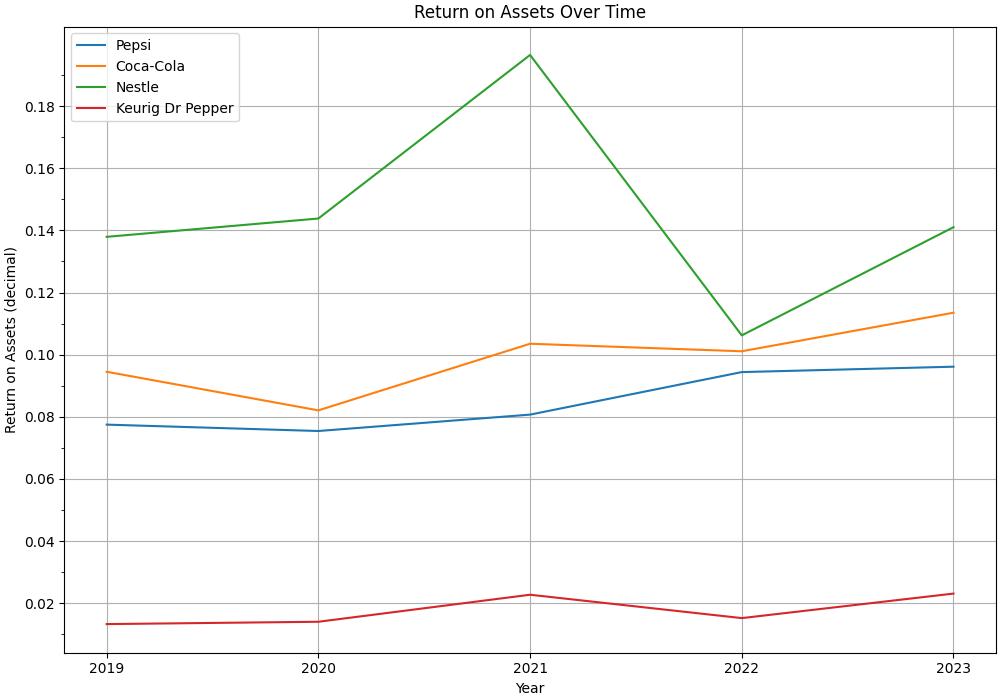 Return on Assets Over Time
Pepsi
Coca-Cola
Nestle
Keurig Dr Pepper
Return on Assets (decimal)
0.18
0.16
0.14
0.12
0.10
0.08
0.06
0.04
0.02
2019 2020 2021 2022 2023
Year